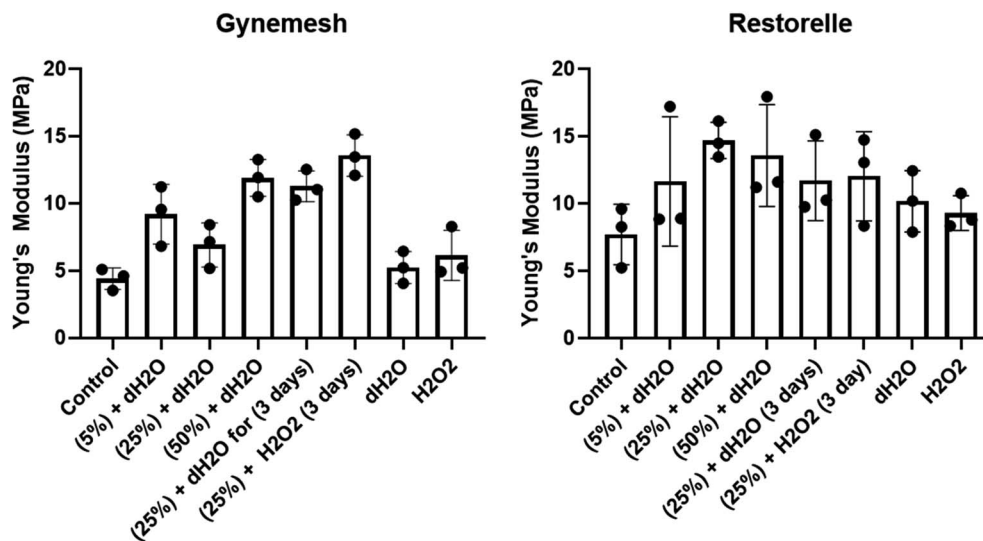 Gynemesh
Young's Modulus (MPa)
20
15
10
5
0
Control
(5%) + dH2O
(25%) + dH2O
(50%) + dH2O
(25%) + dH2O for (3 days)
(25%) + H2O2 (3 days)
dH2O
H2O2
Restorelle
Young's Modulus (MPa)
20
15
10
5
0
Control
(5%) + dH2O
(25%) + dH2O
(50%) + dH2O
(25%) + dH2O (3 days)
(25%) + H2O2 (3 day)
dH2O
H2O2